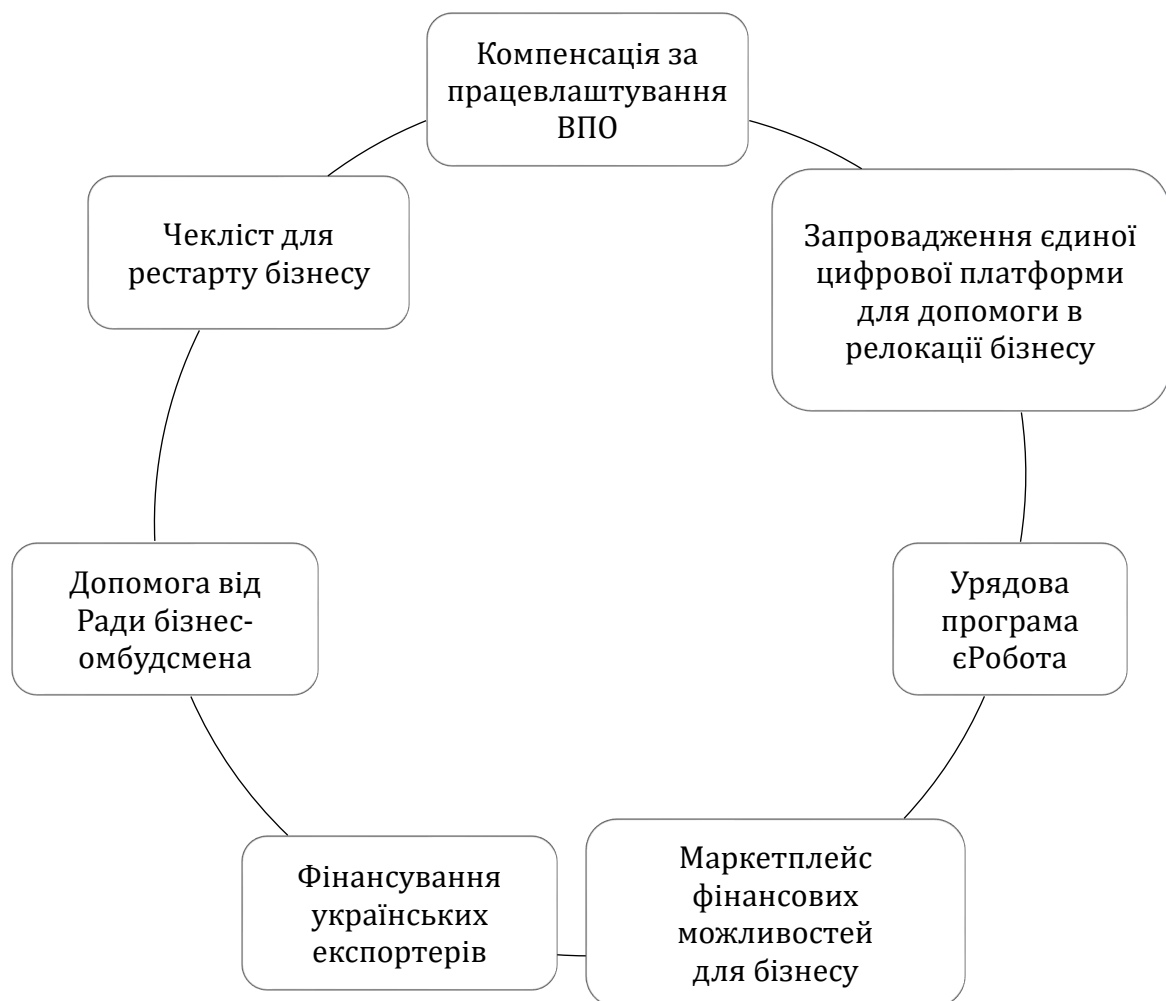 Компенсація за
працевлаштування
ВПО
Запровадження єдиної
цифрової платформи
для допомоги в
релокації бізнесу
Урядова
програма
єРобота
Маркетплейс
фінансових
можливостей
для бізнесу
Фінансування
українських
експортерів
Допомога від
Ради бізнес-
омбудсмена
Чекліст для
рестарту бізнесу